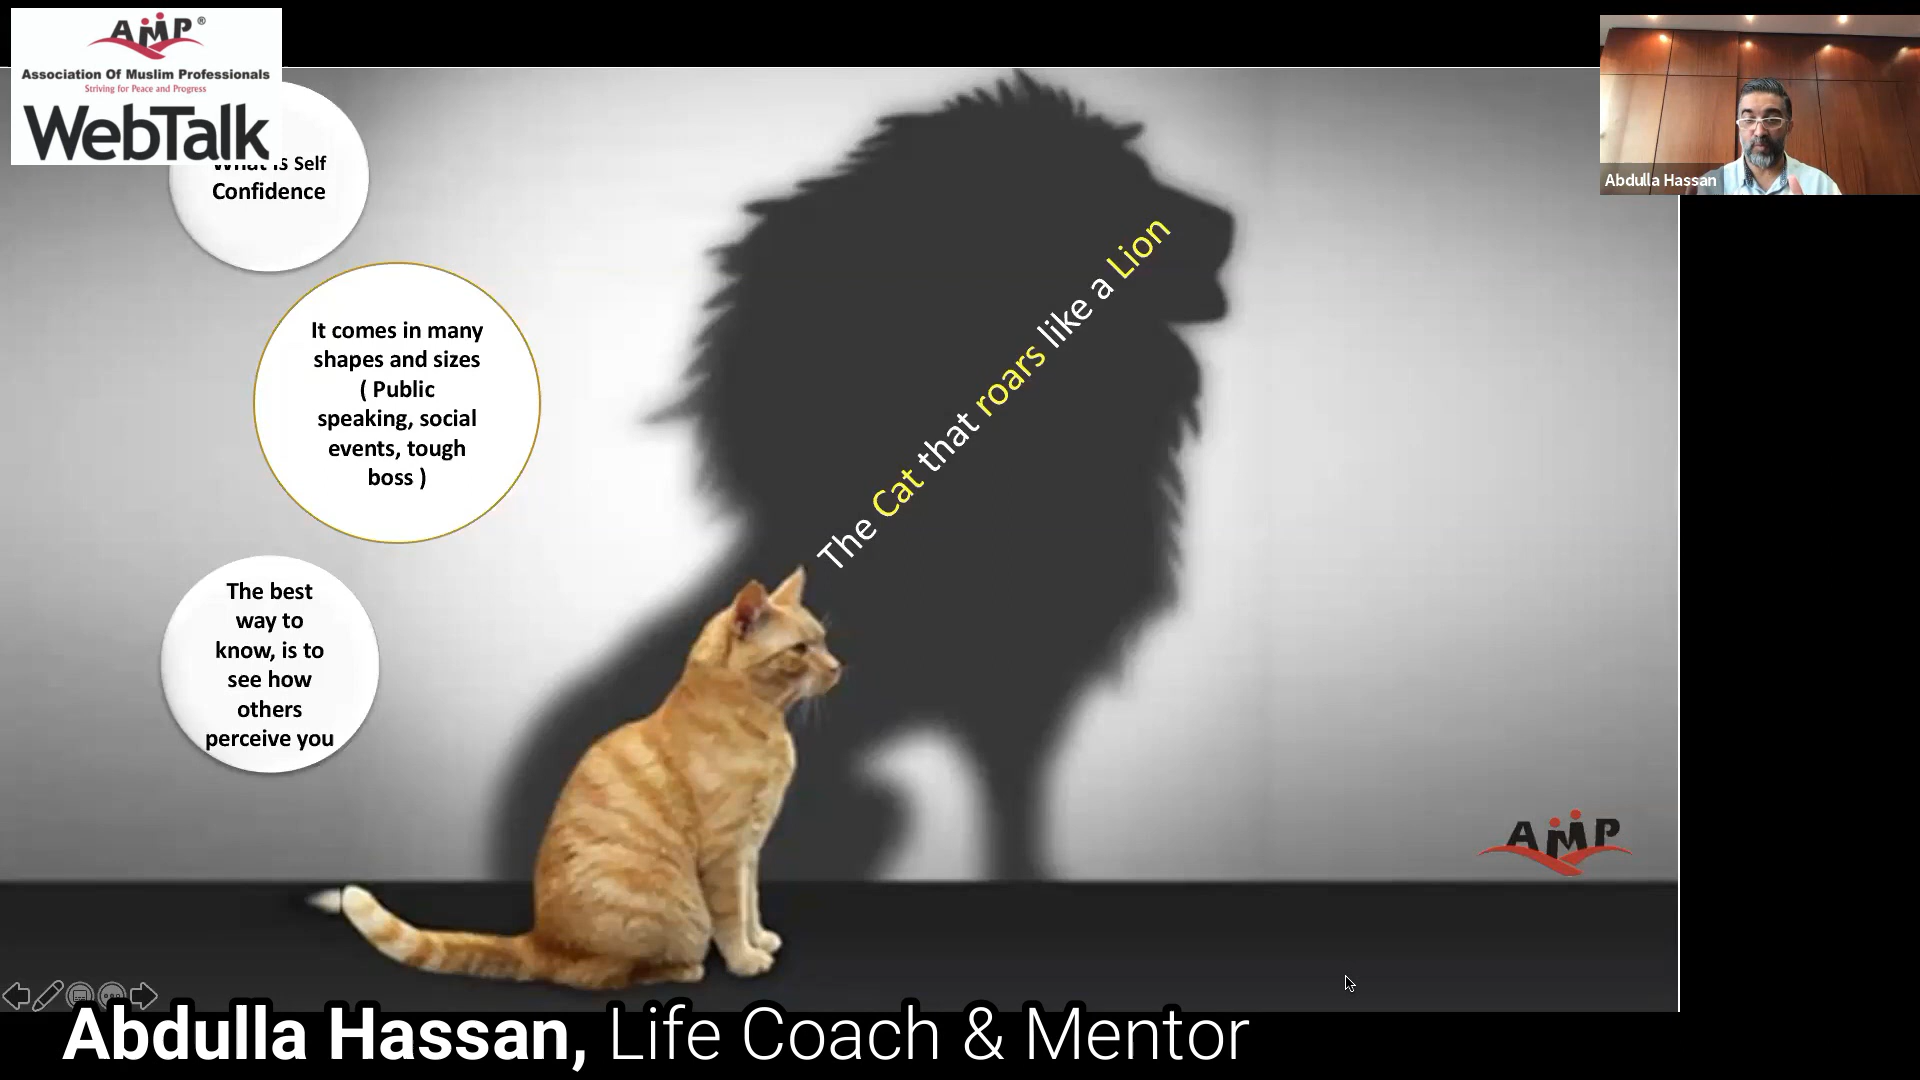 AMP®
Association Of Muslim Professionals
Striving for Peace and Progress
WebTalk
What is Self
Confidence
It comes in many
shapes and sizes
( Public
speaking, social
events, tough
boss )
The best
way to
know, is to
see how
others
perceive you
The Cat that roars like a Lion
Abdulla Hassan
AMP
Abdulla Hassan, Life Coach & Mentor